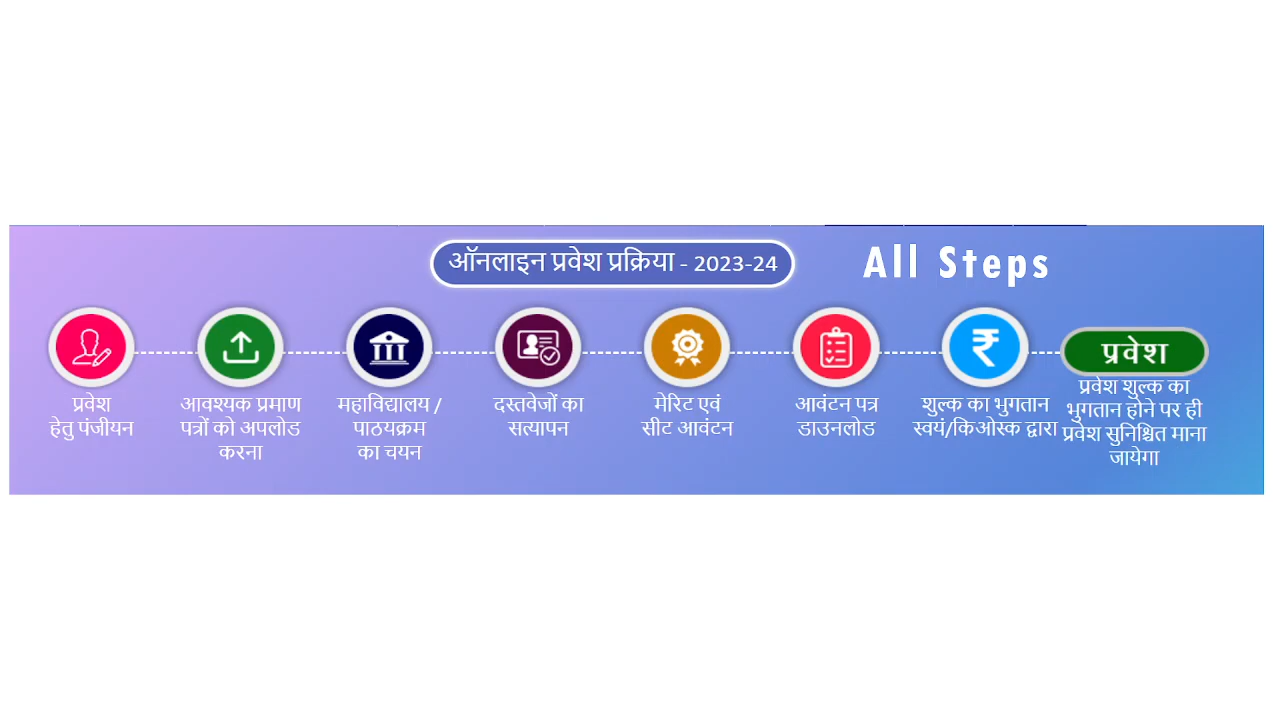 ऑनलाइन प्रवेश प्रक्रिया - 2023-24
All Steps
प्रवेश
हेतु पंजीयन
आवश्यक प्रमाण
पत्रों को अपलोड
करना
महाविद्यालय /
पाठयक्रम
का चयन
दस्तवेजों का
सत्यापन
मेरिट एवं
सीट आवंटन
आवंटन पत्र
डाउनलोड
शुल्क का भुगतान
स्वयं/किओस्क द्वारा
प्रवेश
प्रवेश शुल्क का
भुगतान होने पर ही
प्रवेश सुनिश्चित माना
जायेगा